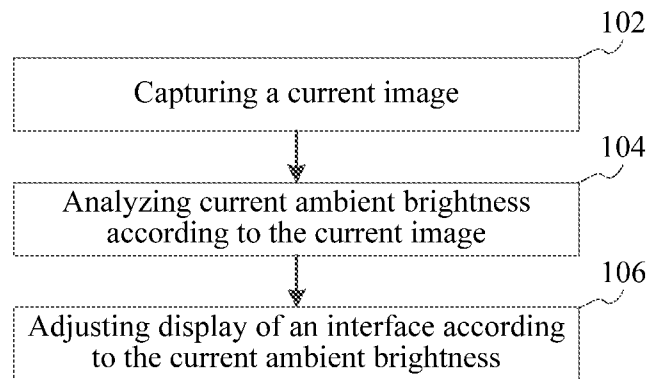 102
Capturing a current image
104
Analyzing current ambient brightness
according to the current image
106
Adjusting display of an interface according
to the current ambient brightness